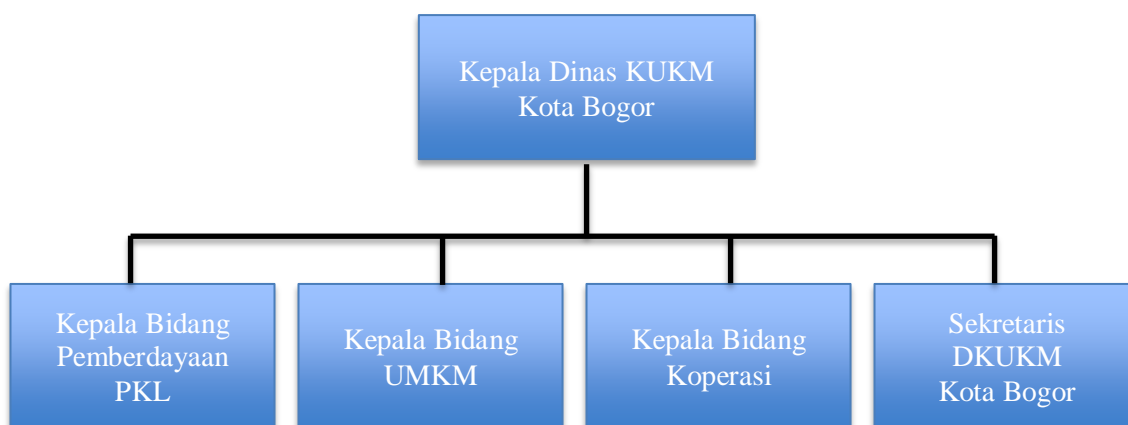 Kepala Dinas KUKM
Kota Bogor
Kepala Bidang
Pemberdayaan
PKL
Kepala Bidang
UMKM
Kepala Bidang
Koperasi
Sekretaris
DKUKM
Kota Bogor